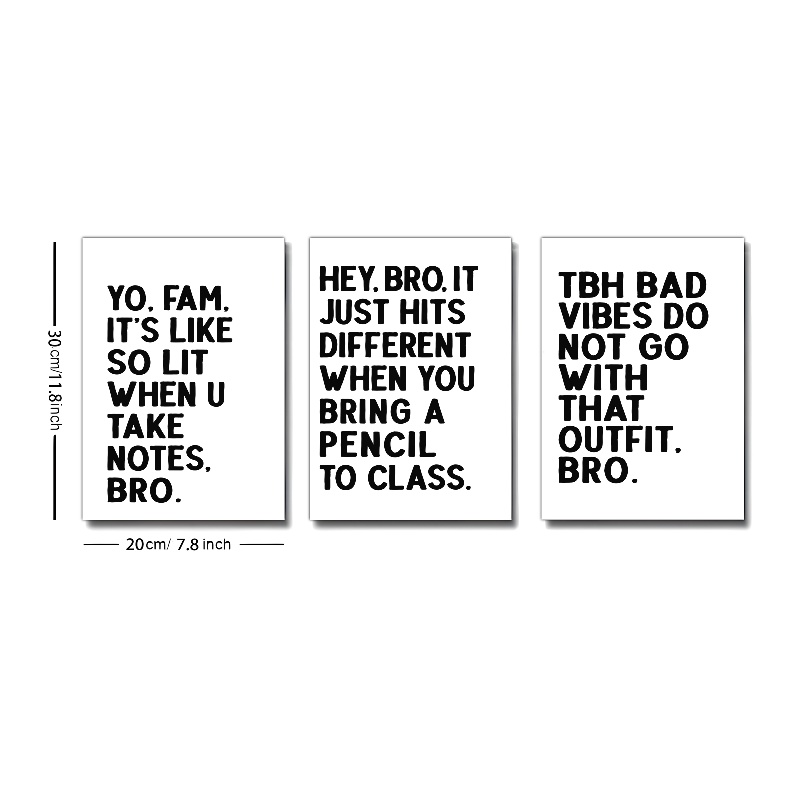 YO, FAM,
IT'S LIKE
SO LIT
WHEN U
TAKE
NOTES,
BRO.
HEY, BRO, IT
JUST HITS
DIFFERENT
WHEN YOU
BRING A
PENCIL
TO CLASS.
TBH BAD
VIBES DO
NOT GO
WITH
THAT
OUTFIT,
BRO.
30cm/11.8inch
20cm/ 7.8 inch